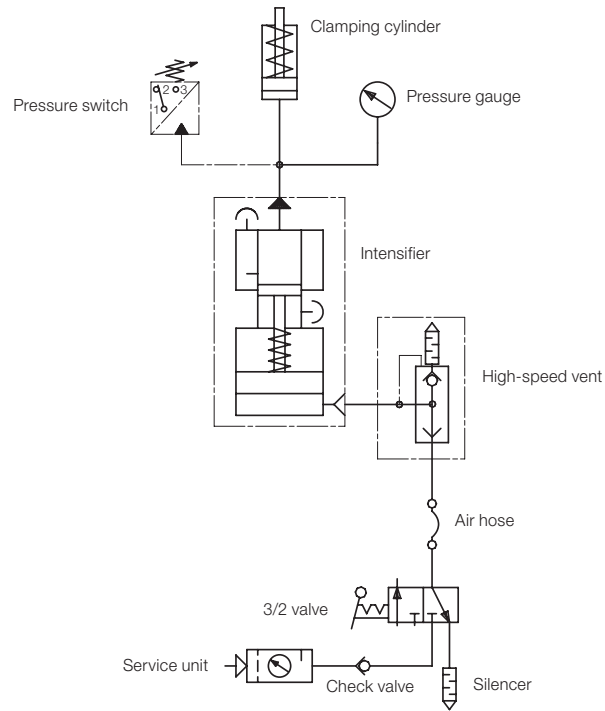 Clamping cylinder
Pressure switch
2 3
1
Pressure gauge
Intensifier
High-speed vent
Air hose
3/2 valve
Service unit
Check valve
Silencer